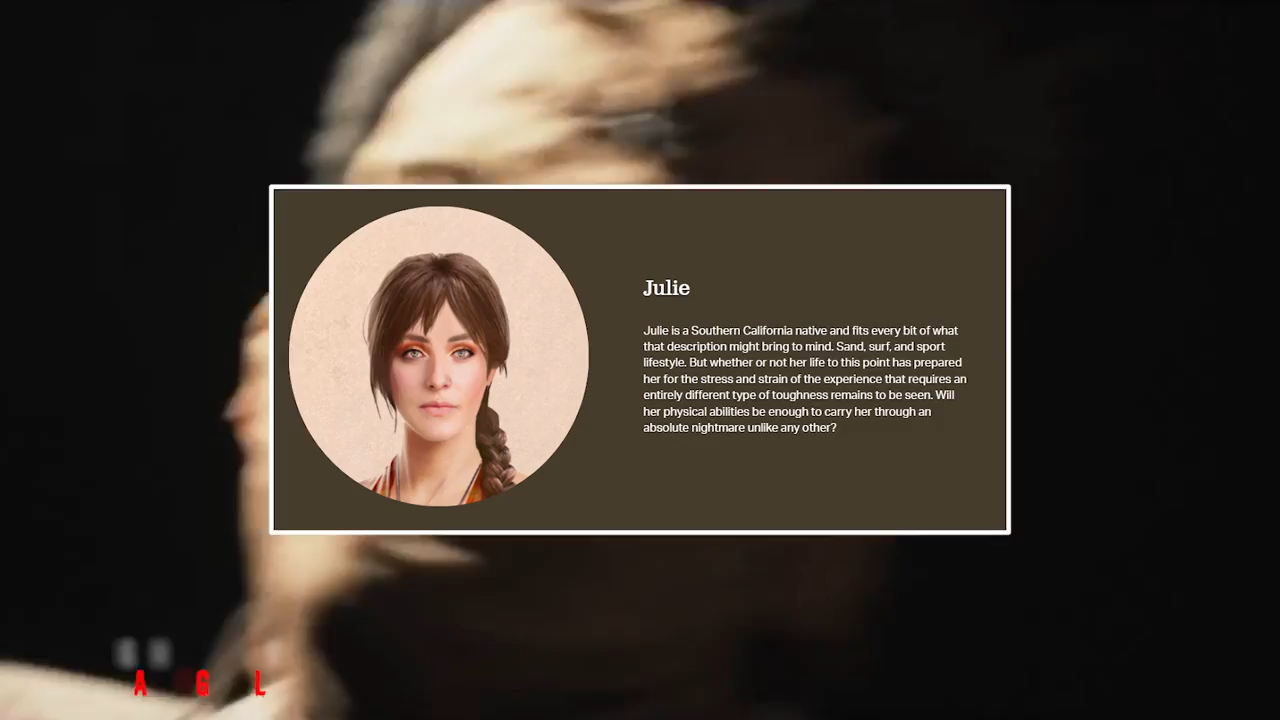 Julie
Julie is a Southern California native and fits every bit of what
that description might bring to mind. Sand, surf, and sport
lifestyle. But whether or not her life to this point has prepared
her for the stress and strain of the experience that requires an
entirely different type of toughness remains to be seen. Will
her physical abilities be enough to carry her through an
absolute nightmare unlike any other?
A G L